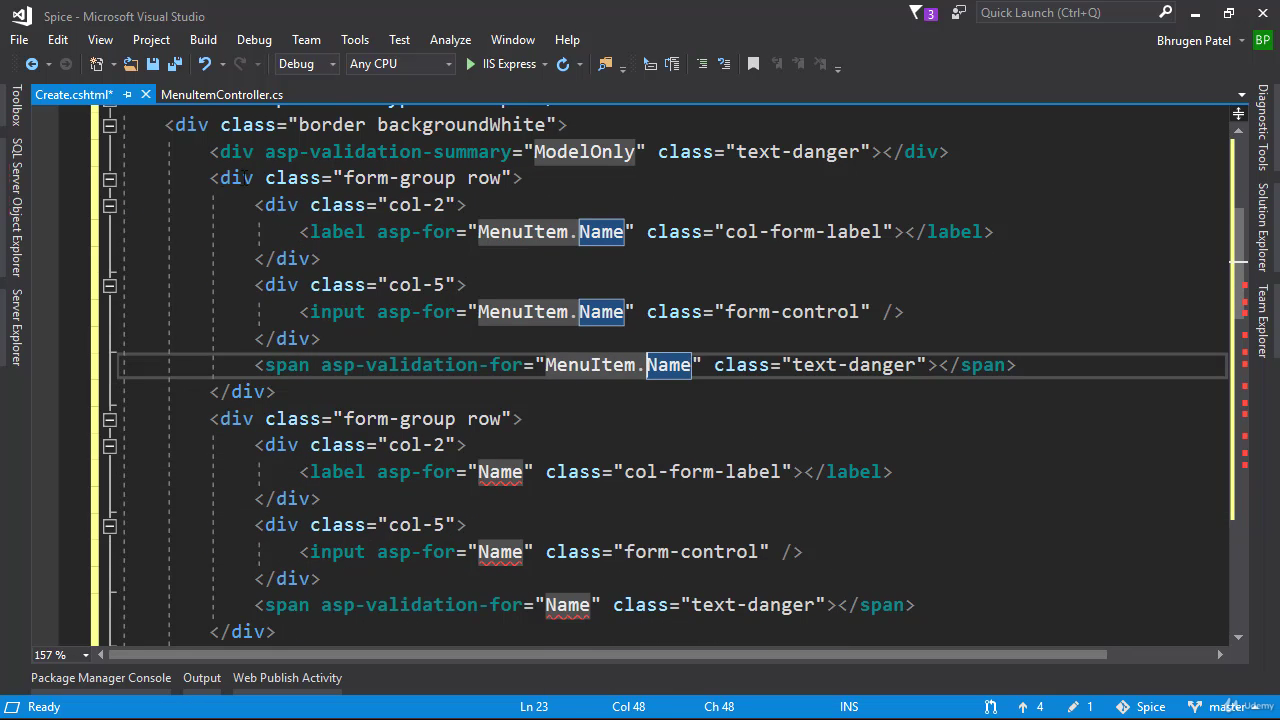 Spice - Microsoft Visual Studio
3
Quick Launch (Ctrl+Q)
File Edit View Project Build Debug Team Tools Test Analyze Window Help
Bhrugen Patel BP
Debug Any CPU IIS Express
Create.cshtml* MenuItemController.cs
<div class="border backgroundWhite">
<div asp-validation-summary="ModelOnly" class="text-danger"></div>
<div class="form-group row">
<div class="col-2">
<label asp-for="MenuItem.Name" class="col-form-label"></label>
</div>
<div class="col-5">
<input asp-for="MenuItem.Name" class="form-control" />
</div>
<span asp-validation-for="MenuItem.Name" class="text-danger"></span>
</div>
<div class="form-group row">
<div class="col-2">
<label asp-for="Name" class="col-form-label"></label>
</div>
<div class="col-5">
<input asp-for="Name" class="form-control" />
</div>
<span asp-validation-for="Name" class="text-danger"></span>
</div>
Toolbox
SQL Server Object Explorer
Server Explorer
Diagnostic Tools
Solution Explorer
Team Explorer
157 %
Package Manager Console Output Web Publish Activity
Ready Ln 23 Col 48 Ch 48 INS 4 1 Spice master
Udemy